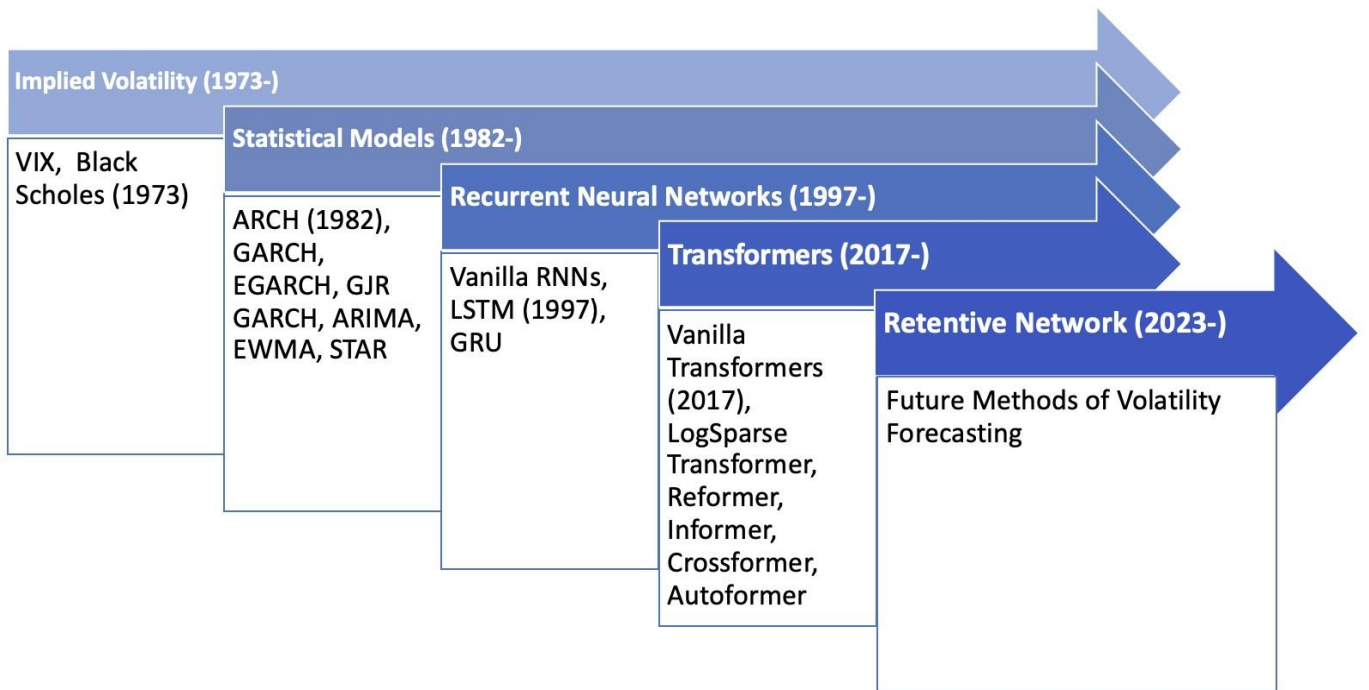 Implied Volatility (1973-)
VIX,  Black
Scholes (1973)
Statistical Models (1982-)
ARCH (1982),
GARCH,
EGARCH, GJR
GARCH, ARIMA,
EWMA, STAR
Recurrent Neural Networks (1997-)
Vanilla RNNs,
LSTM (1997),
GRU
Transformers (2017-)
Vanilla
Transformers
(2017),
LogSparse
Transformer,
Reformer,
Informer,
Crossformer,
Autoformer
Retentive Network (2023-)
Future Methods of Volatility
Forecasting